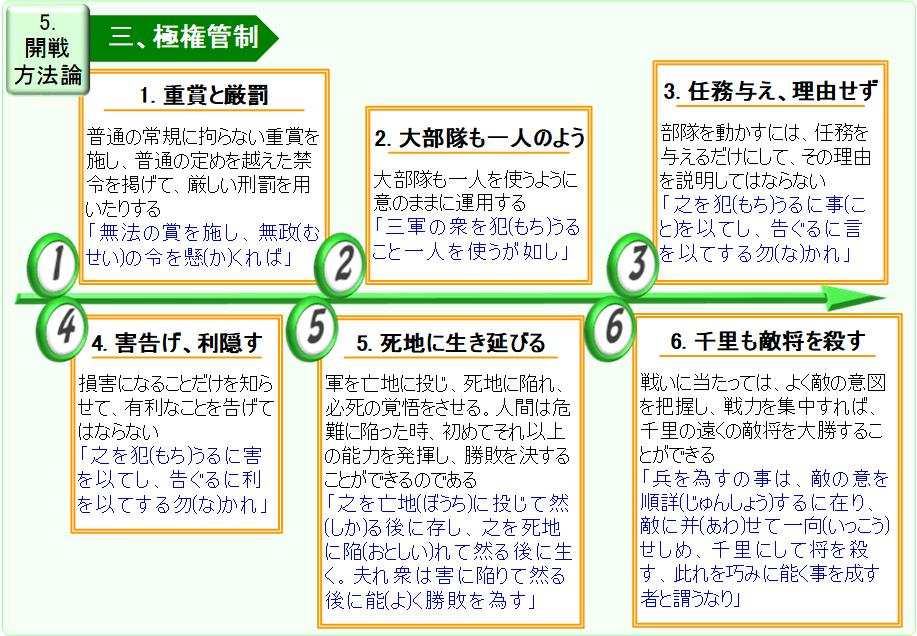 5.
開戦
方法論
三、極権管制
1. 重賞と厳罰
普通の常規に拘らない重賞を
施し、普通の定めを越えた禁
令を掲げて、厳しい刑罰を用
いたりする
「無法の賞を施し、無政(む
せい)の令を懸(か)くれば」
1
2. 大部隊も一人のよう
大部隊も一人を使うように
意のままに運用する
「三軍の衆を犯(もち)うる
こと一人を使うが如し」
2
3. 任務与え、理由せず
部隊を動かすには、任務を
与えるだけにして、その理由
を説明してはならない
「之を犯(もち)うるに事(こ
と)を以てし、告ぐるに言
を以てする勿(な)かれ」
3
4
4. 害告げ、利隠す
損害になることだけを知ら
せて、有利なことを告げて
はならない
「之を犯(もち)うるに害
を以てし、告ぐるに利
を以てする勿(な)かれ」
5
5. 死地に生き延びる
軍を亡地に投じ、死地に陥れ、
必死の覚悟をさせる。人間は危
難に陥った時、初めてそれ以上
の能力を発揮し、勝敗を決する
ことができるのである
「之を亡地(ぼうち)に投じて然
(しか)る後に存し、之を死地
に陥(おとしい)れて然る後に生
く。夫れ衆は害に陥りて然る
後に能(よ)く勝敗を為す」
6
6. 千里も敵将を殺す
戦いに当たっては、よく敵の意図
を把握し、戦力を集中すれば、
千里の遠くの敵将を大勝するこ
とができる
「兵を為すの事は、敵の意を
順詳(じゅんしょう)するに在り、
敵に并(あわ)せて一向(いっこう)
せしめ、千里にして将を殺
す、此れを巧みに能く事を成す
者と謂うなり」